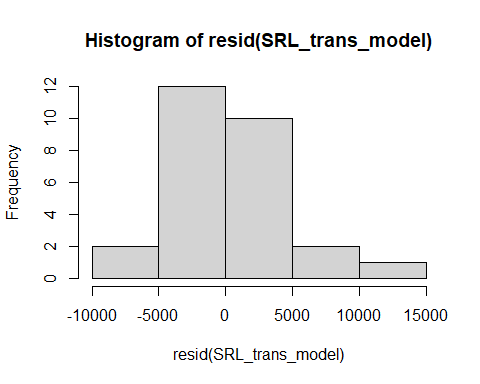 Histogram of resid(SRL_trans_model)
Frequency
12
10
8
6
4
2
0
-10000 -5000 0 5000 10000 15000
resid(SRL_trans_model)